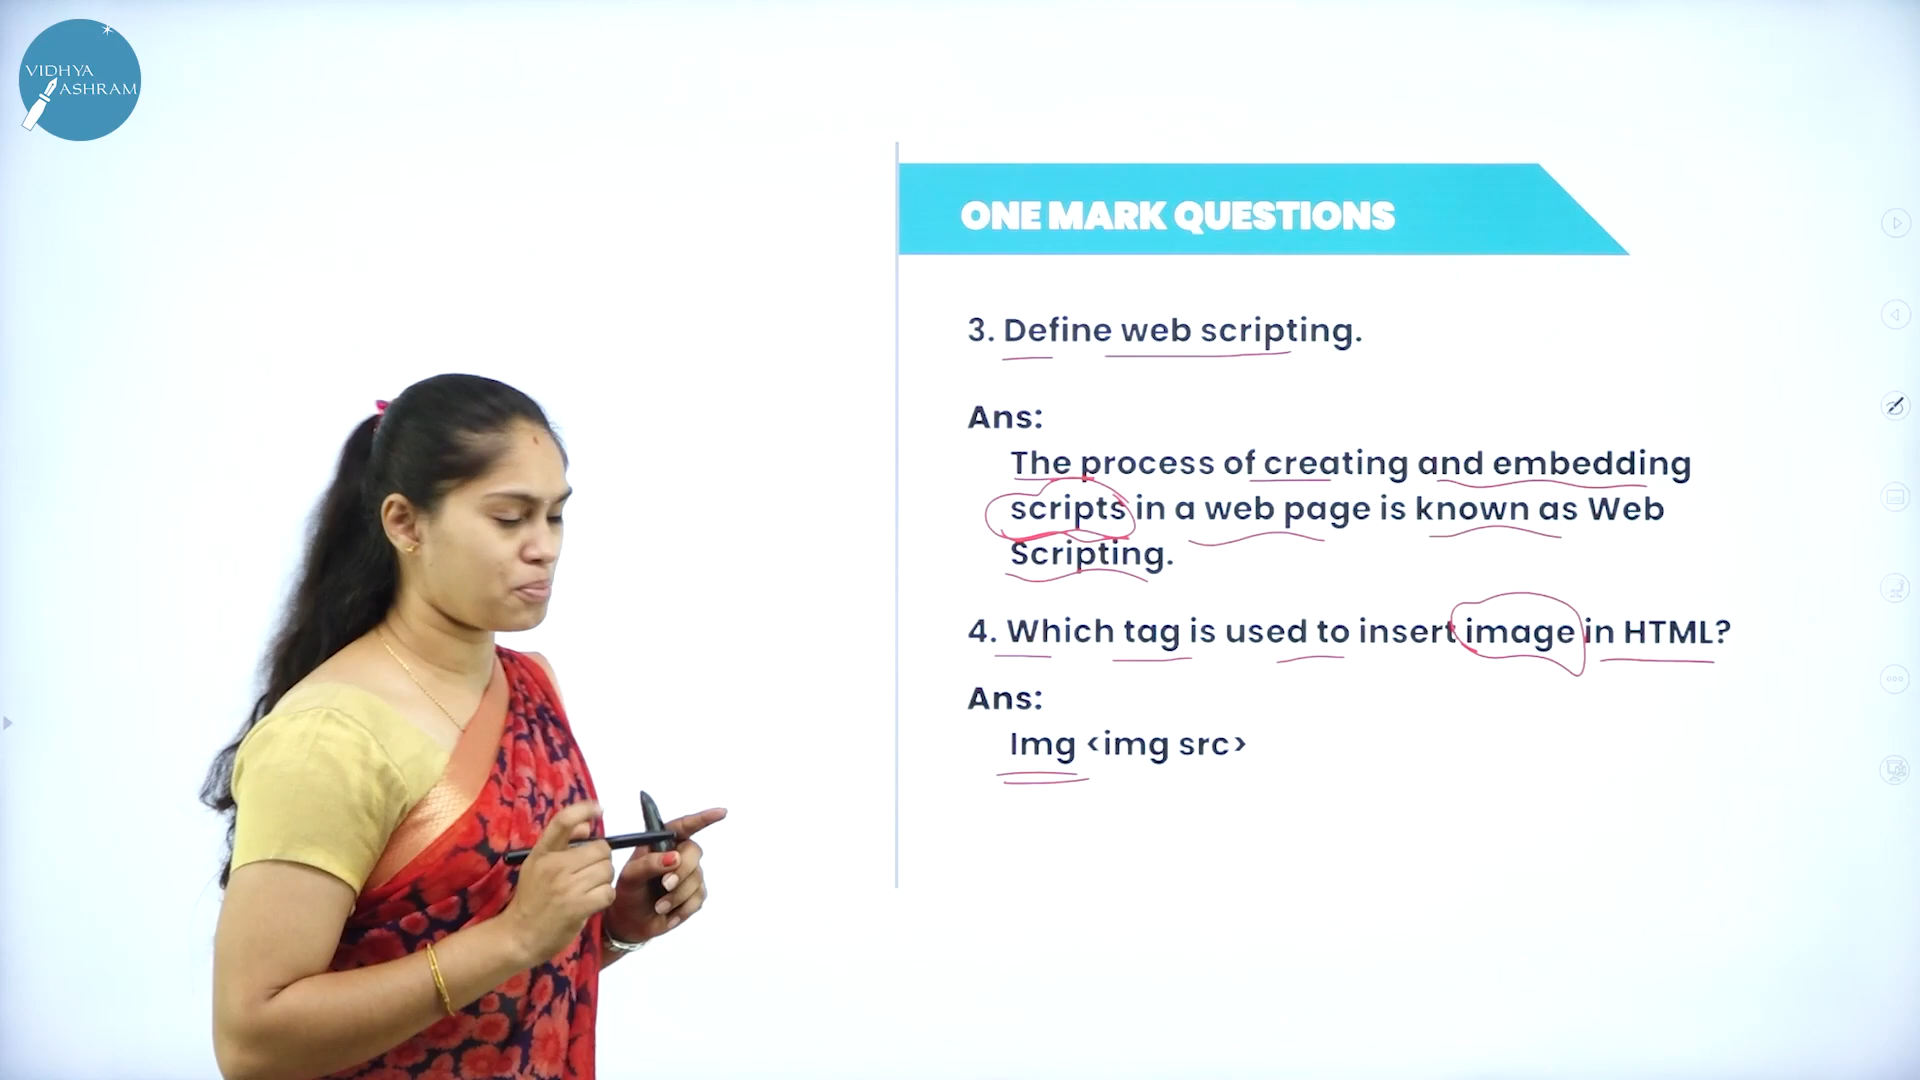 VIDHYA
ASHRAM
ONE MARK QUESTIONS
3. Define web scripting.
Ans:
The process of creating and embedding
scripts in a web page is known as Web
Scripting.
4. Which tag is used to insert image in HTML?
Ans:
Img <img src>